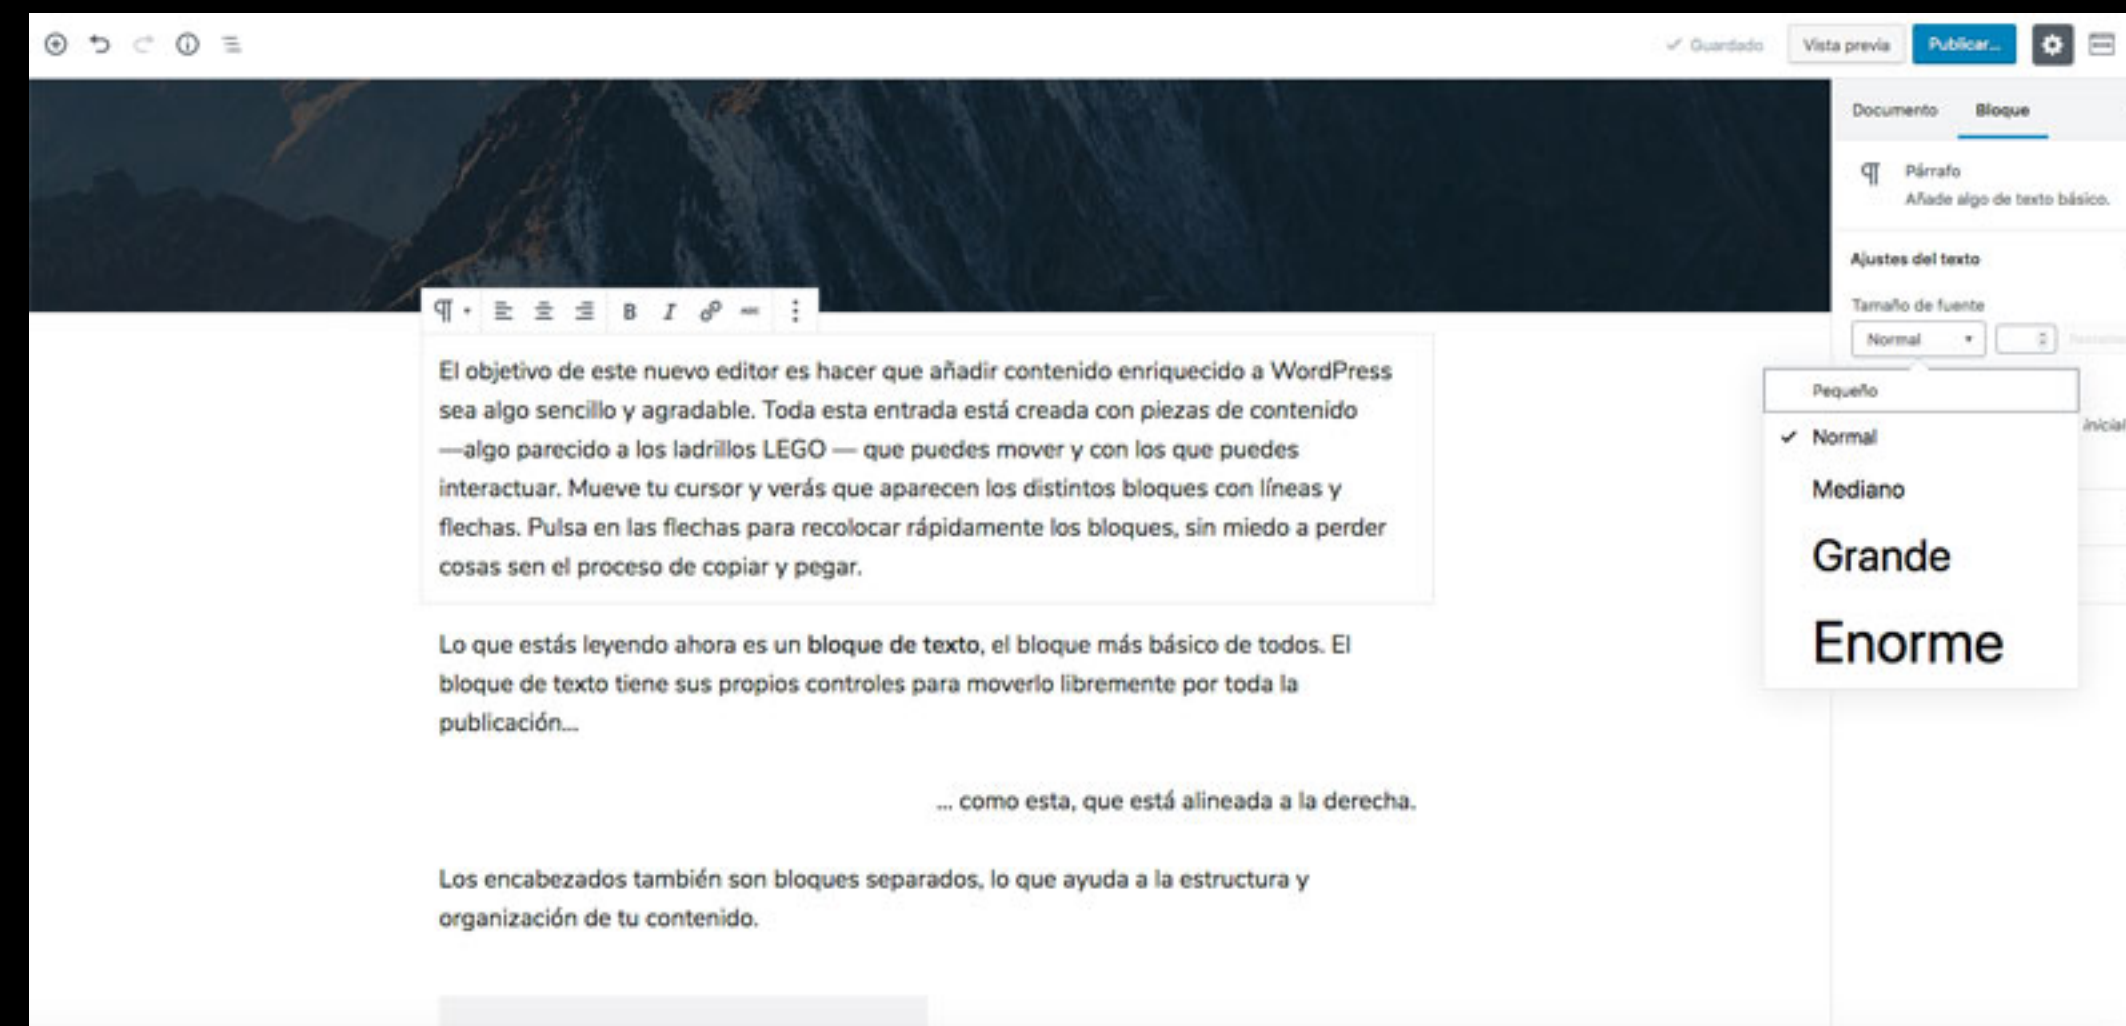 Guardado
Vista previa
Publicar...
Documento
Bloque
Párrafo
Añade algo de texto básico.
Ajustes del texto
Tamaño de fuente
Normal
Pequeño
Normal
Mediano
Grande
Enorme
inicial
B I
El objetivo de este nuevo editor es hacer que añadir contenido enriquecido a WordPress
sea algo sencillo y agradable. Toda esta entrada está creada con piezas de contenido
—algo parecido a los ladrillos LEGO — que puedes mover y con los que puedes
interactuar. Mueve tu cursor y verás que aparecen los distintos bloques con líneas y
flechas. Pulsa en las flechas para recolocar rápidamente los bloques, sin miedo a perder
cosas sen el proceso de copiar y pegar.
Lo que estás leyendo ahora es un bloque de texto, el bloque más básico de todos. El
bloque de texto tiene sus propios controles para moverlo libremente por toda la
publicación...
... como esta, que está alineada a la derecha.
Los encabezados también son bloques separados, lo que ayuda a la estructura y
organización de tu contenido.